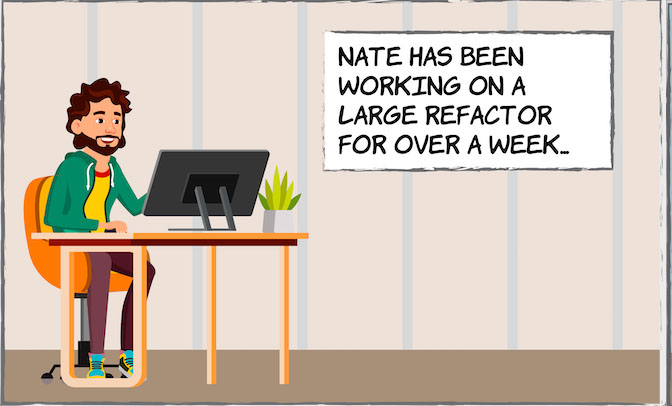 NATE HAS BEEN
WORKING ON A
LARGE REFACTOR
FOR OVER A WEEK...